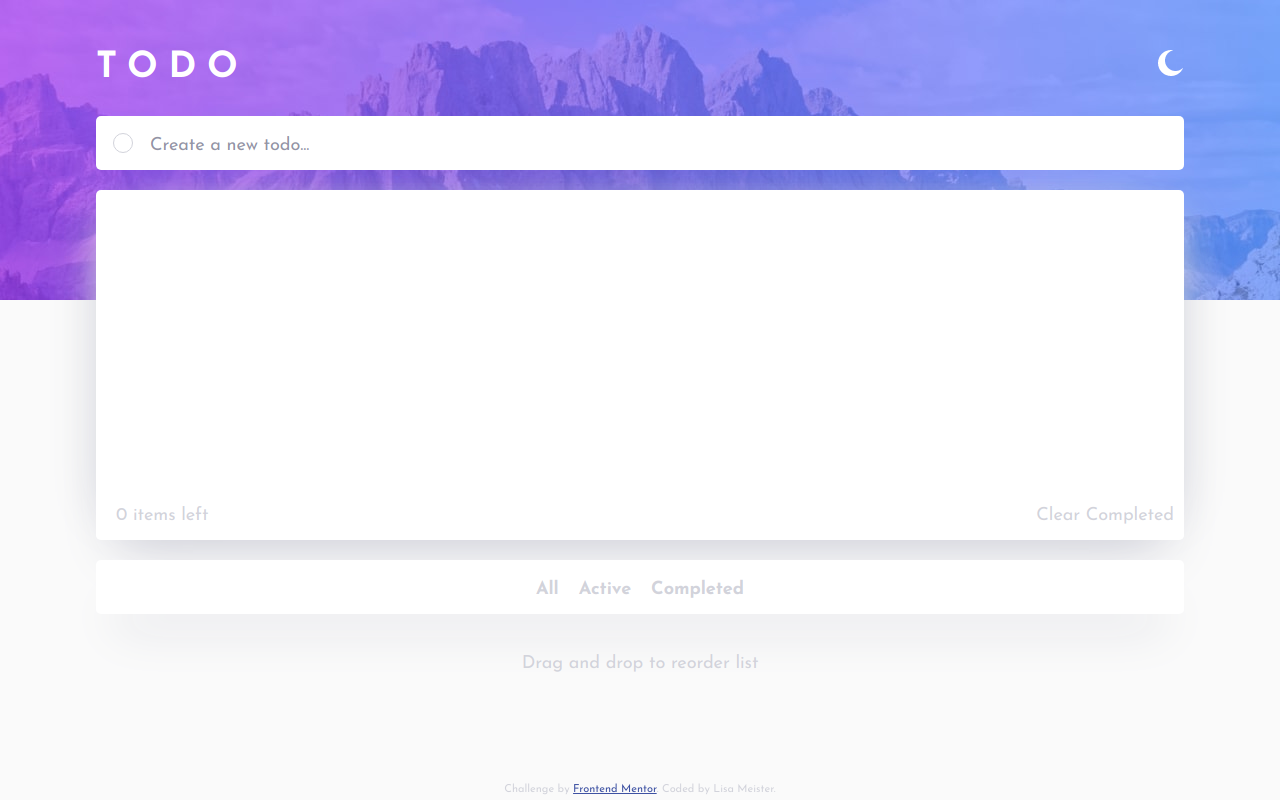 TODO
Create a new todo...
0 items left
Clear Completed
All Active Completed
Drag and drop to reorder list
Challenge by Frontend Mentor. Coded by Lisa Meister.